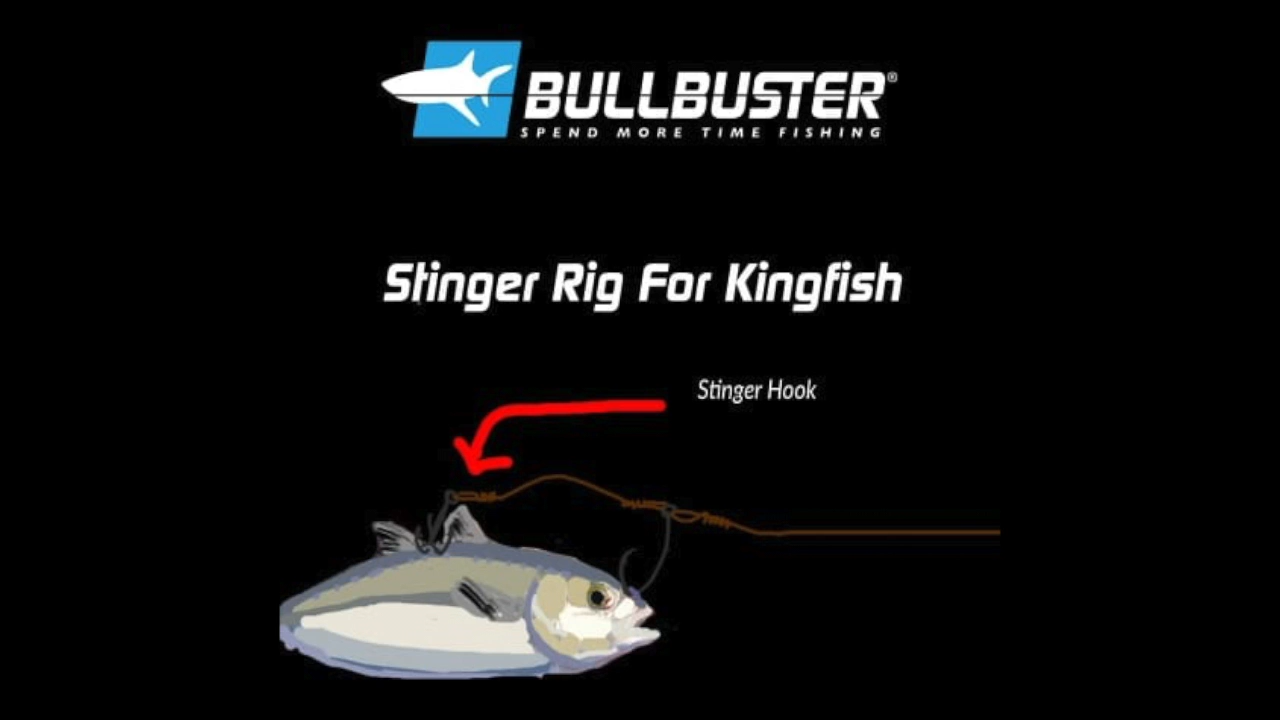 BULLBUSTER®
SPEND MORE TIME FISHING
Stinger Rig For Kingfish
Stinger Hook